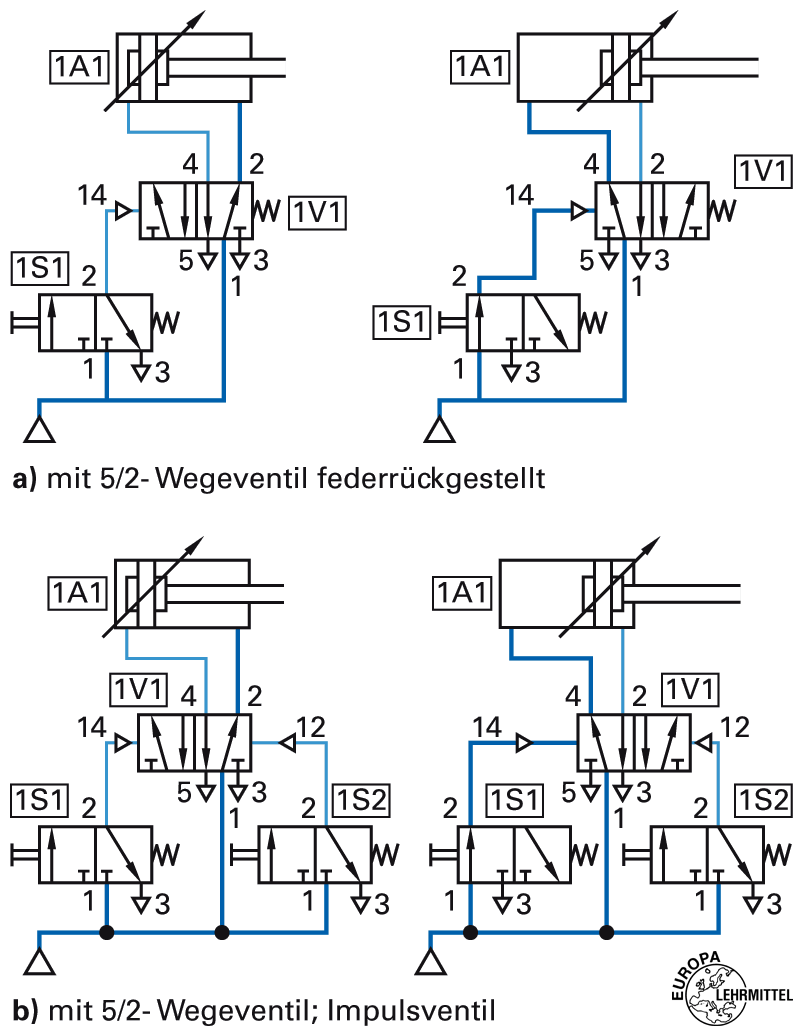 1A1
4 2
14
1V1
5 3
1
1S1
2
1 3
1A1
4 2
1V1
14
5 3
1
2
1S1
1 3
a) mit 5/2- Wegeventil federrückgestellt
1A1
1V1
4 2
14 12
5 3
1
1S1 2
2 1S2
1 3
1 3
1A1
1V1
4 2
14 12
5 3
1
2 1S1
2 1S2
1 3
1 3
b) mit 5/2- Wegeventil; Impulsventil
EUROPA
LEHRMITTEL